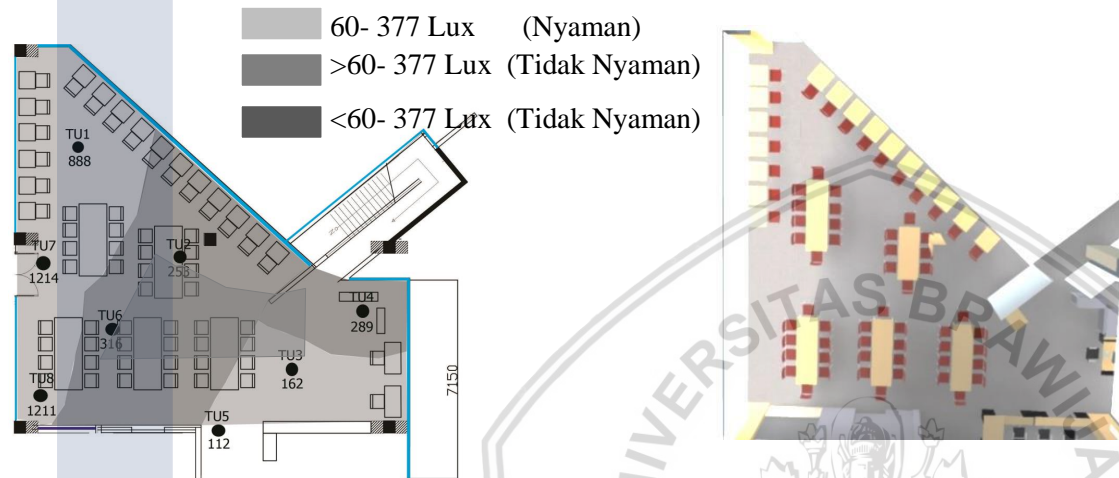 60- 377 Lux (Nyaman)
>60- 377 Lux (Tidak Nyaman)
<60- 377 Lux (Tidak Nyaman)
TU1
888
TU7
1214
TU2
253
TU4
289
TU6
316
TU3
162
TU8
1211
TU5
112
7150
UNIVERSITAS BRAWIJAYA